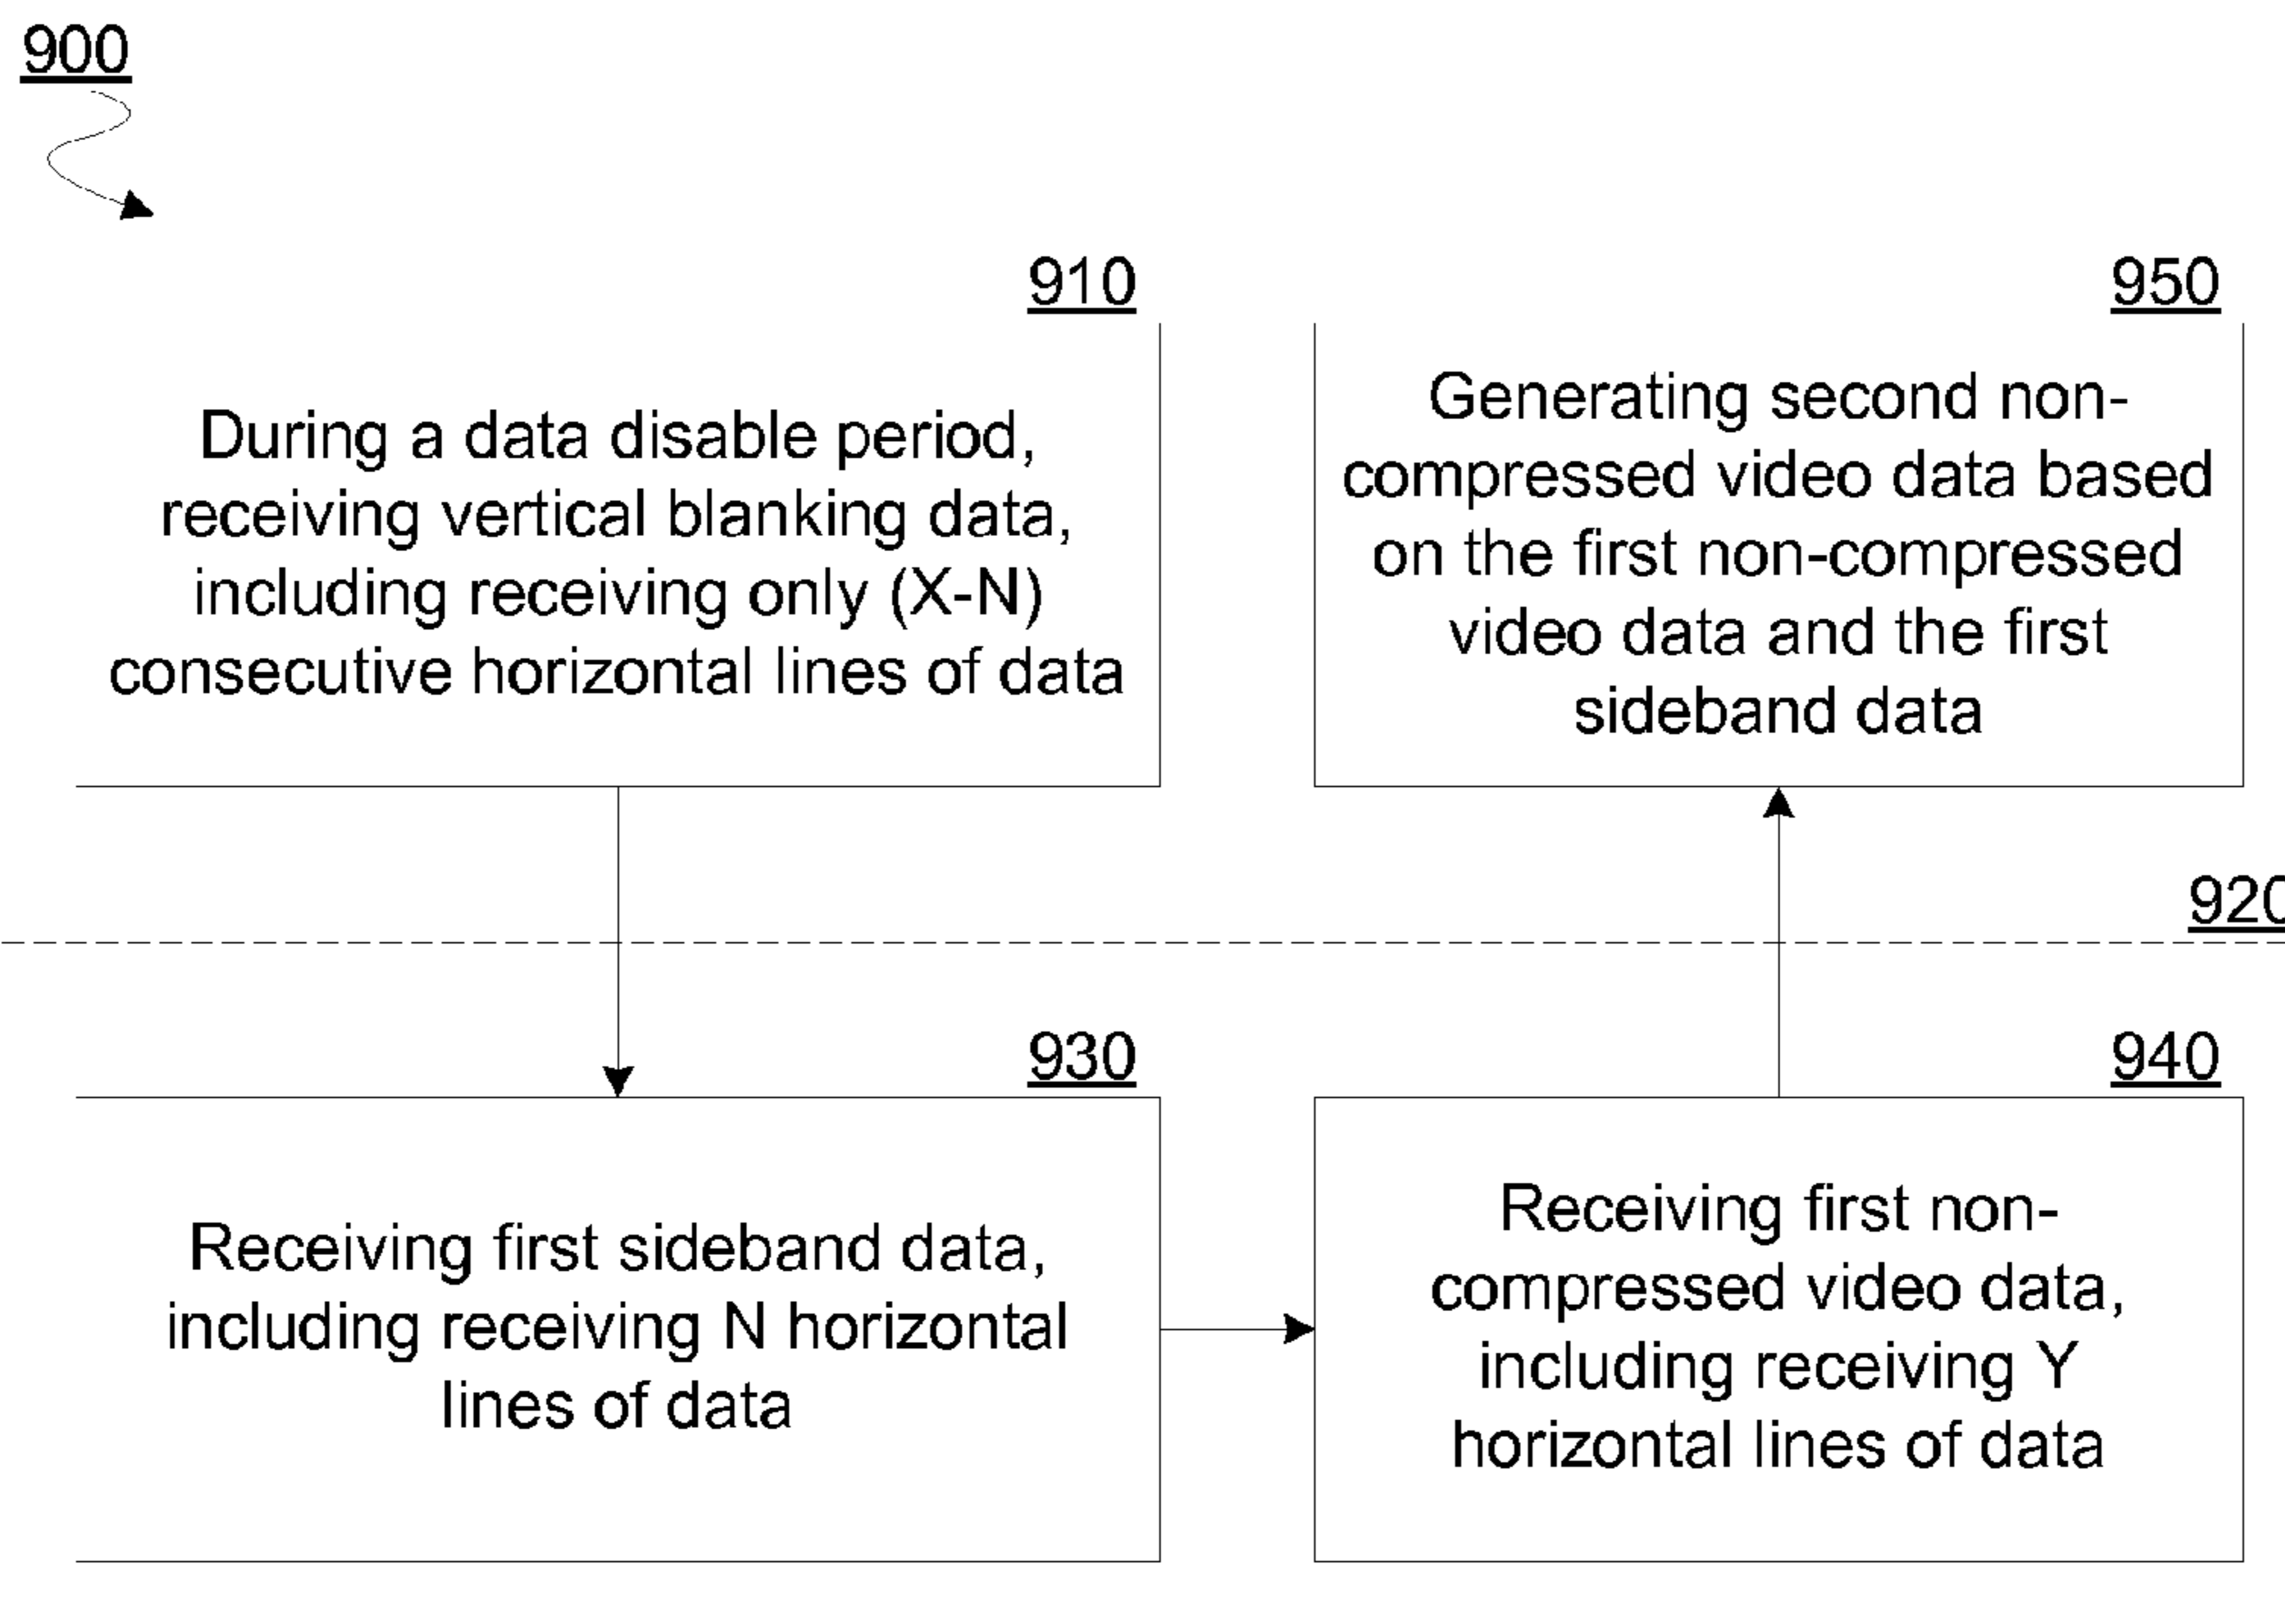 900
910
During a data disable period,
receiving vertical blanking data,
including receiving only (X-N)
consecutive horizontal lines of data
950
Generating second non-
compressed video data based
on the first non-compressed
video data and the first
sideband data
920
930
Receiving first sideband data,
including receiving N horizontal
lines of data
940
Receiving first non-
compressed video data,
including receiving Y
horizontal lines of data